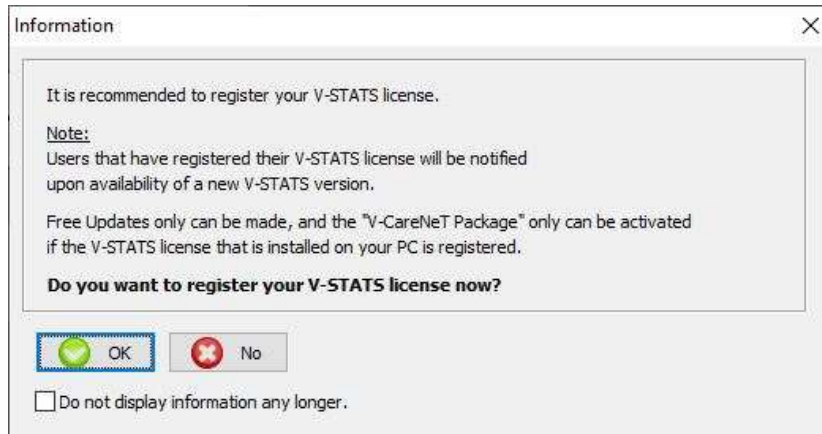 Information
It is recommended to register your V-STATS license.
Note:
Users that have registered their V-STATS license will be notified
upon availability of a new V-STATS version.
Free Updates only can be made, and the "V-CareNeT Package" only can be activated
if the V-STATS license that is installed on your PC is registered.
Do you want to register your V-STATS license now?
OK No
Do not display information any longer.